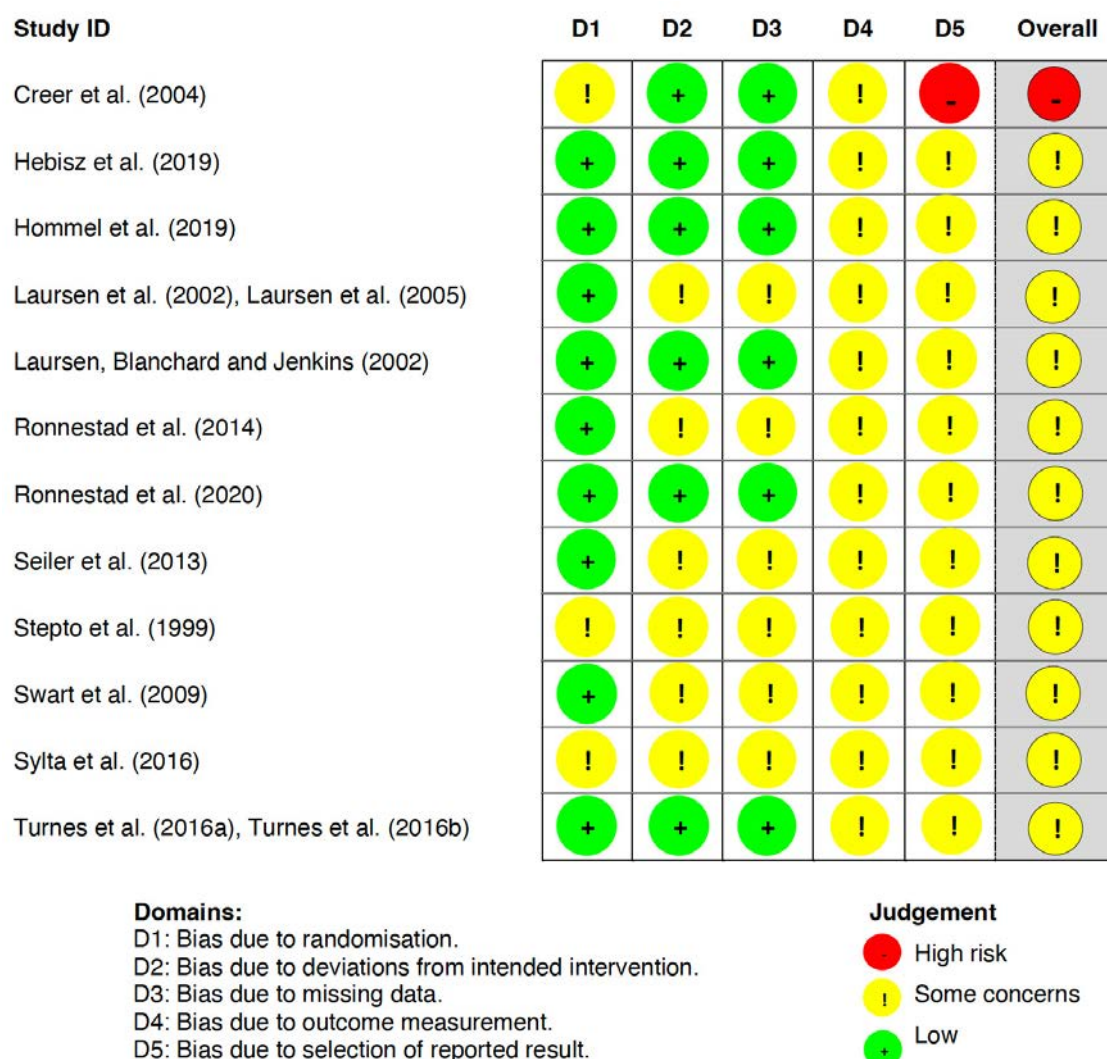 Study ID D1 D2 D3 D4 D5 Overall
Creer et al. (2004) ! + + ! - -
Hebisz et al. (2019) + + + ! ! !
Hommel et al. (2019) + + + ! ! !
Laursen et al. (2002), Laursen et al. (2005) + ! ! ! ! !
Laursen, Blanchard and Jenkins (2002) + + + ! ! !
Ronnestad et al. (2014) + ! ! ! ! !
Ronnestad et al. (2020) + + + ! ! !
Seiler et al. (2013) + ! ! ! ! !
Stepto et al. (1999) ! ! ! ! ! !
Swart et al. (2009) + ! ! ! ! !
Sylta et al. (2016) ! ! ! ! ! !
Turnes et al. (2016a), Turnes et al. (2016b) + + + ! ! !
Domains:
D1: Bias due to randomisation.
D2: Bias due to deviations from intended intervention.
D3: Bias due to missing data.
D4: Bias due to outcome measurement.
D5: Bias due to selection of reported result.
Judgement
- High risk
! Some concerns
+ Low